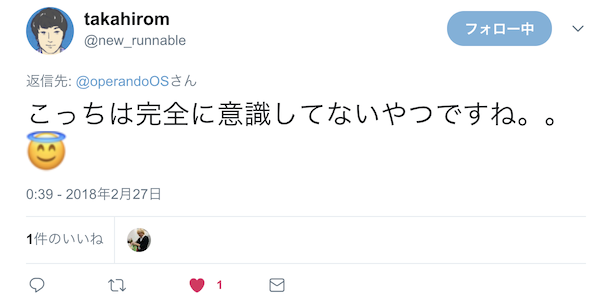 takahirom
フォロー中
@new_runnable
返信先: @operandoOSさん
こっちは完全に意識してないやつですね。。
😇
0:39 - 2018年2月27日
1件のいいね
1